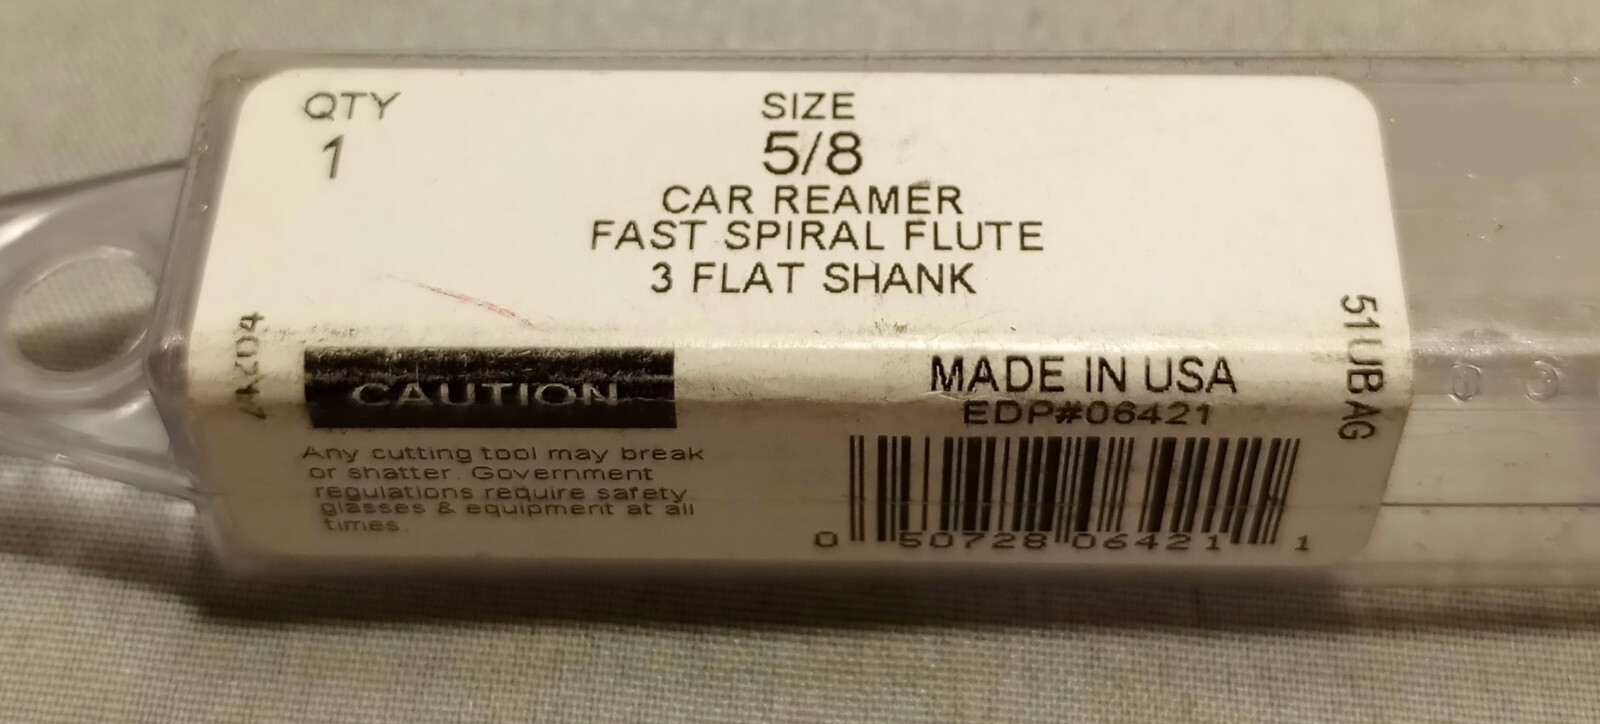 QTY
1
SIZE
5/8
CAR REAMER
FAST SPIRAL FLUTE
3 FLAT SHANK
CAUTION
Any cutting tool may break
or shatter. Government
regulations require safety
glasses & equipment at all
times.
MADE IN USA
EDP#06421
0 50728 06421 1
51UBAG